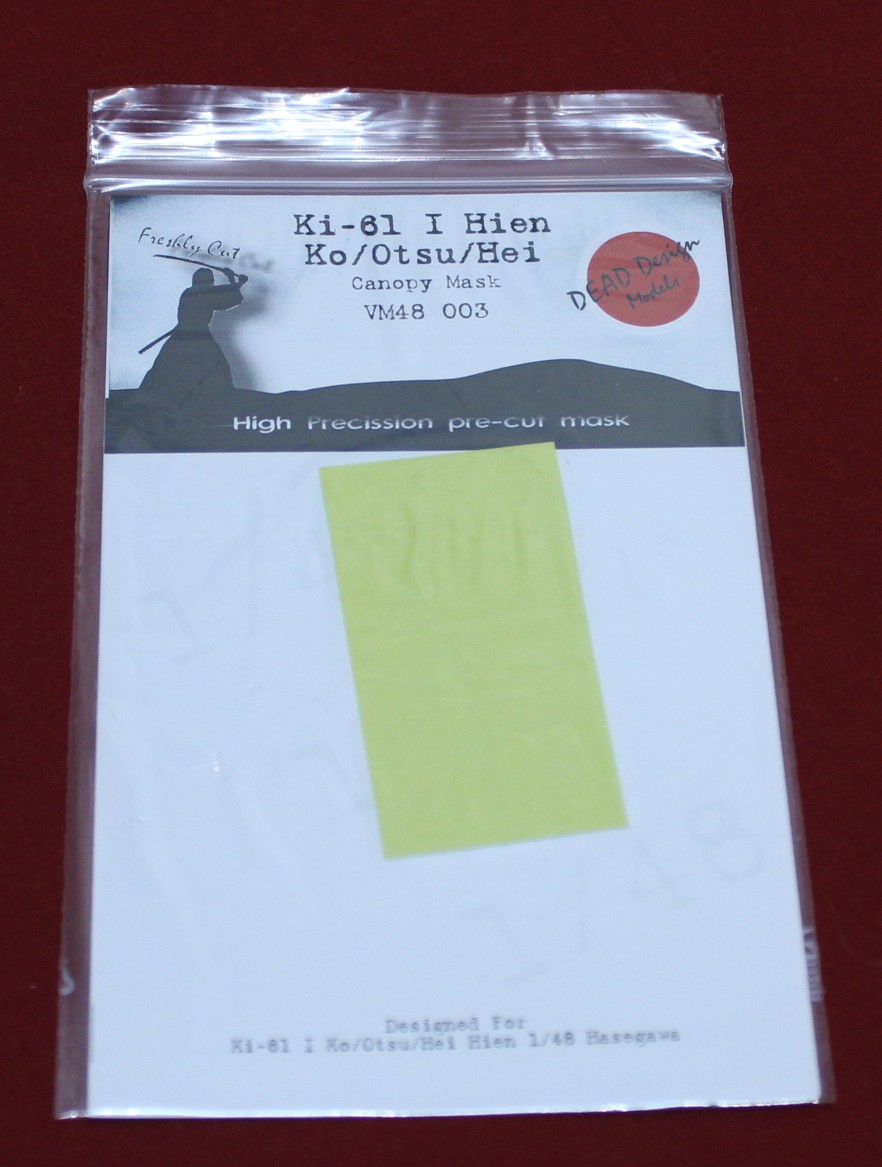 Ki-61 I Hien
Ko/Otsu/Hei
Canopy Mask
VM48 003
Freshly Cut
DEAD Design
Models
High Precission pre-cut mask
Designed For
Ki-61 I Ko/Otsu/Hei Hien 1/48 Hasegawa